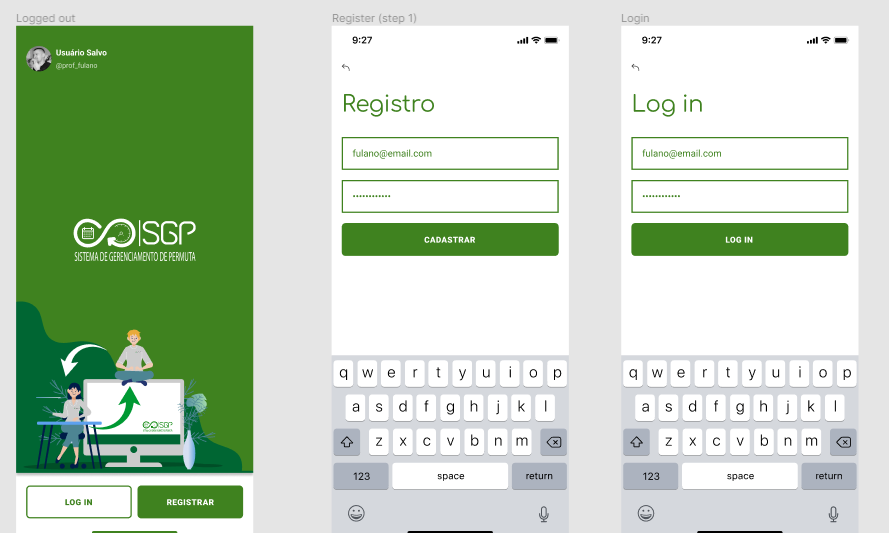 Logged out
Usuário Salvo
@prof_fulano
SGP
SISTEMA DE GERENCIAMENTO DE PERMUTA
SGP
LOG IN
REGISTRAR
Register (step 1)
9:27
Registro
fulano@email.com
••••••••••••
CADASTRAR
q w e r t y u i o p
a s d f g h j k l
z x c v b n m
123 space return
Login
9:27
Log in
fulano@email.com
••••••••••••
LOG IN
q w e r t y u i o p
a s d f g h j k l
z x c v b n m
123 space return